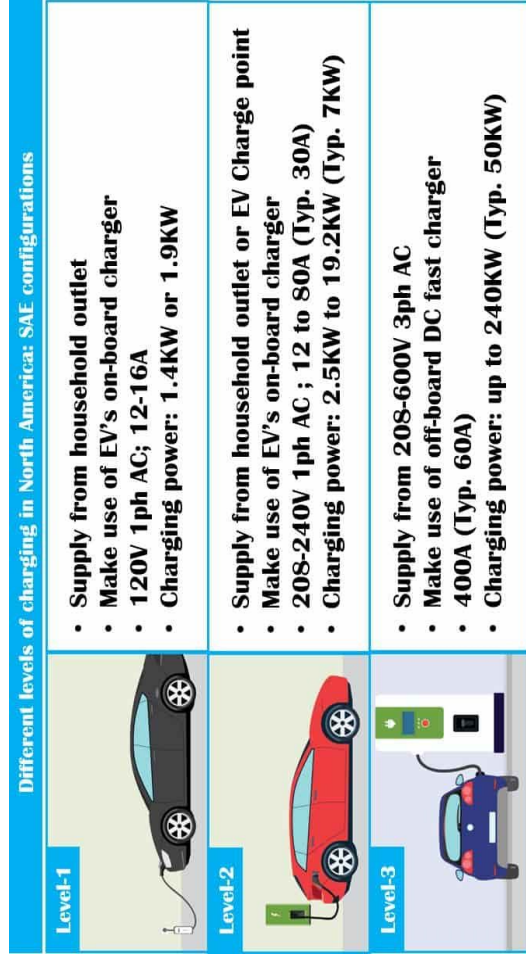 Different levels of charging in North America: SAE configurations
Level-1
• Supply from household outlet
• Make use of EV's on-board charger
• 120V 1ph AC; 12-16A
• Charging power: 1.4KW or 1.9KW
Level-2
• Supply from household outlet or EV Charge point
• Make use of EV's on-board charger
• 208-240V 1ph AC ; 12 to 80A (Typ. 30A)
• Charging power: 2.5KW to 19.2KW (Typ. 7KW)
Level-3
• Supply from 208-600V 3ph AC
• Make use of off-board DC fast charger
• 400A (Typ. 60A)
• Charging power: up to 240KW (Typ. 50KW)